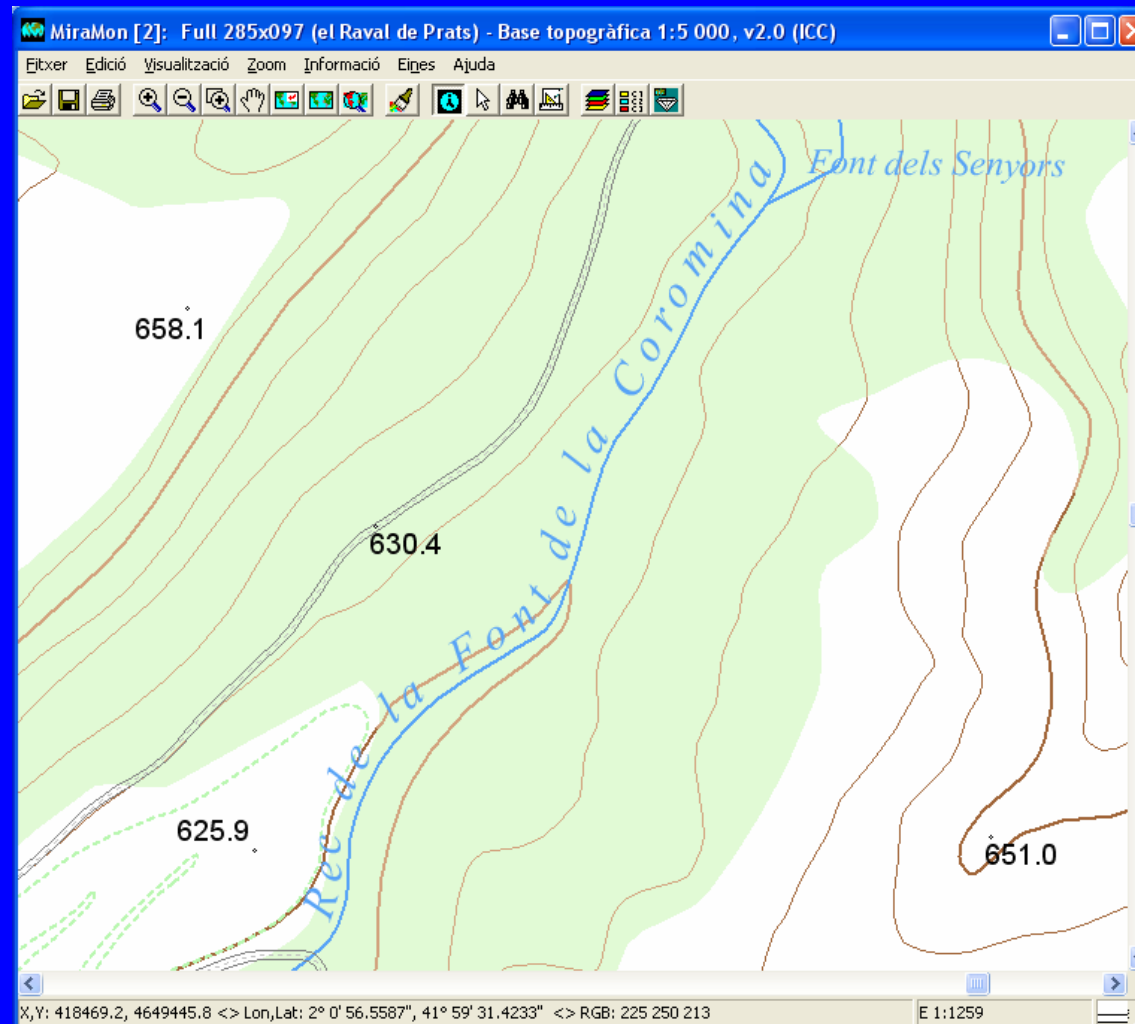 MiraMon [2]: Full 285x097 (el Raval de Prats) - Base topogràfica 1:5 000, v2.0 (ICC)
Fitxer Edició Visualització Zoom Informació Eines Ajuda
Font dels Senyors
Rec de la Font de la Coromina
658.1
630.4
625.9
651.0
X,Y: 418469.2, 4649445.8 <> Lon,Lat: 2° 0' 56.5587", 41° 59' 31.4233" <> RGB: 225 250 213
E 1:1259